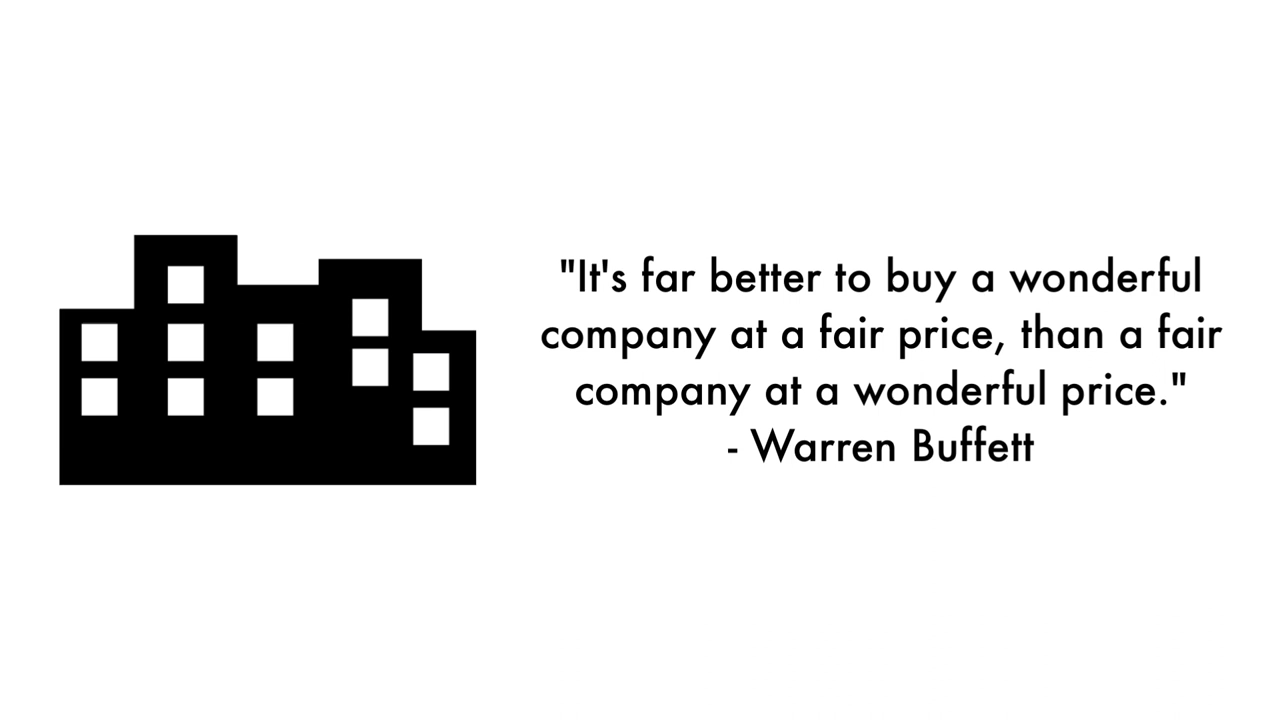 "It's far better to buy a wonderful
company at a fair price, than a fair
company at a wonderful price."
- Warren Buffett